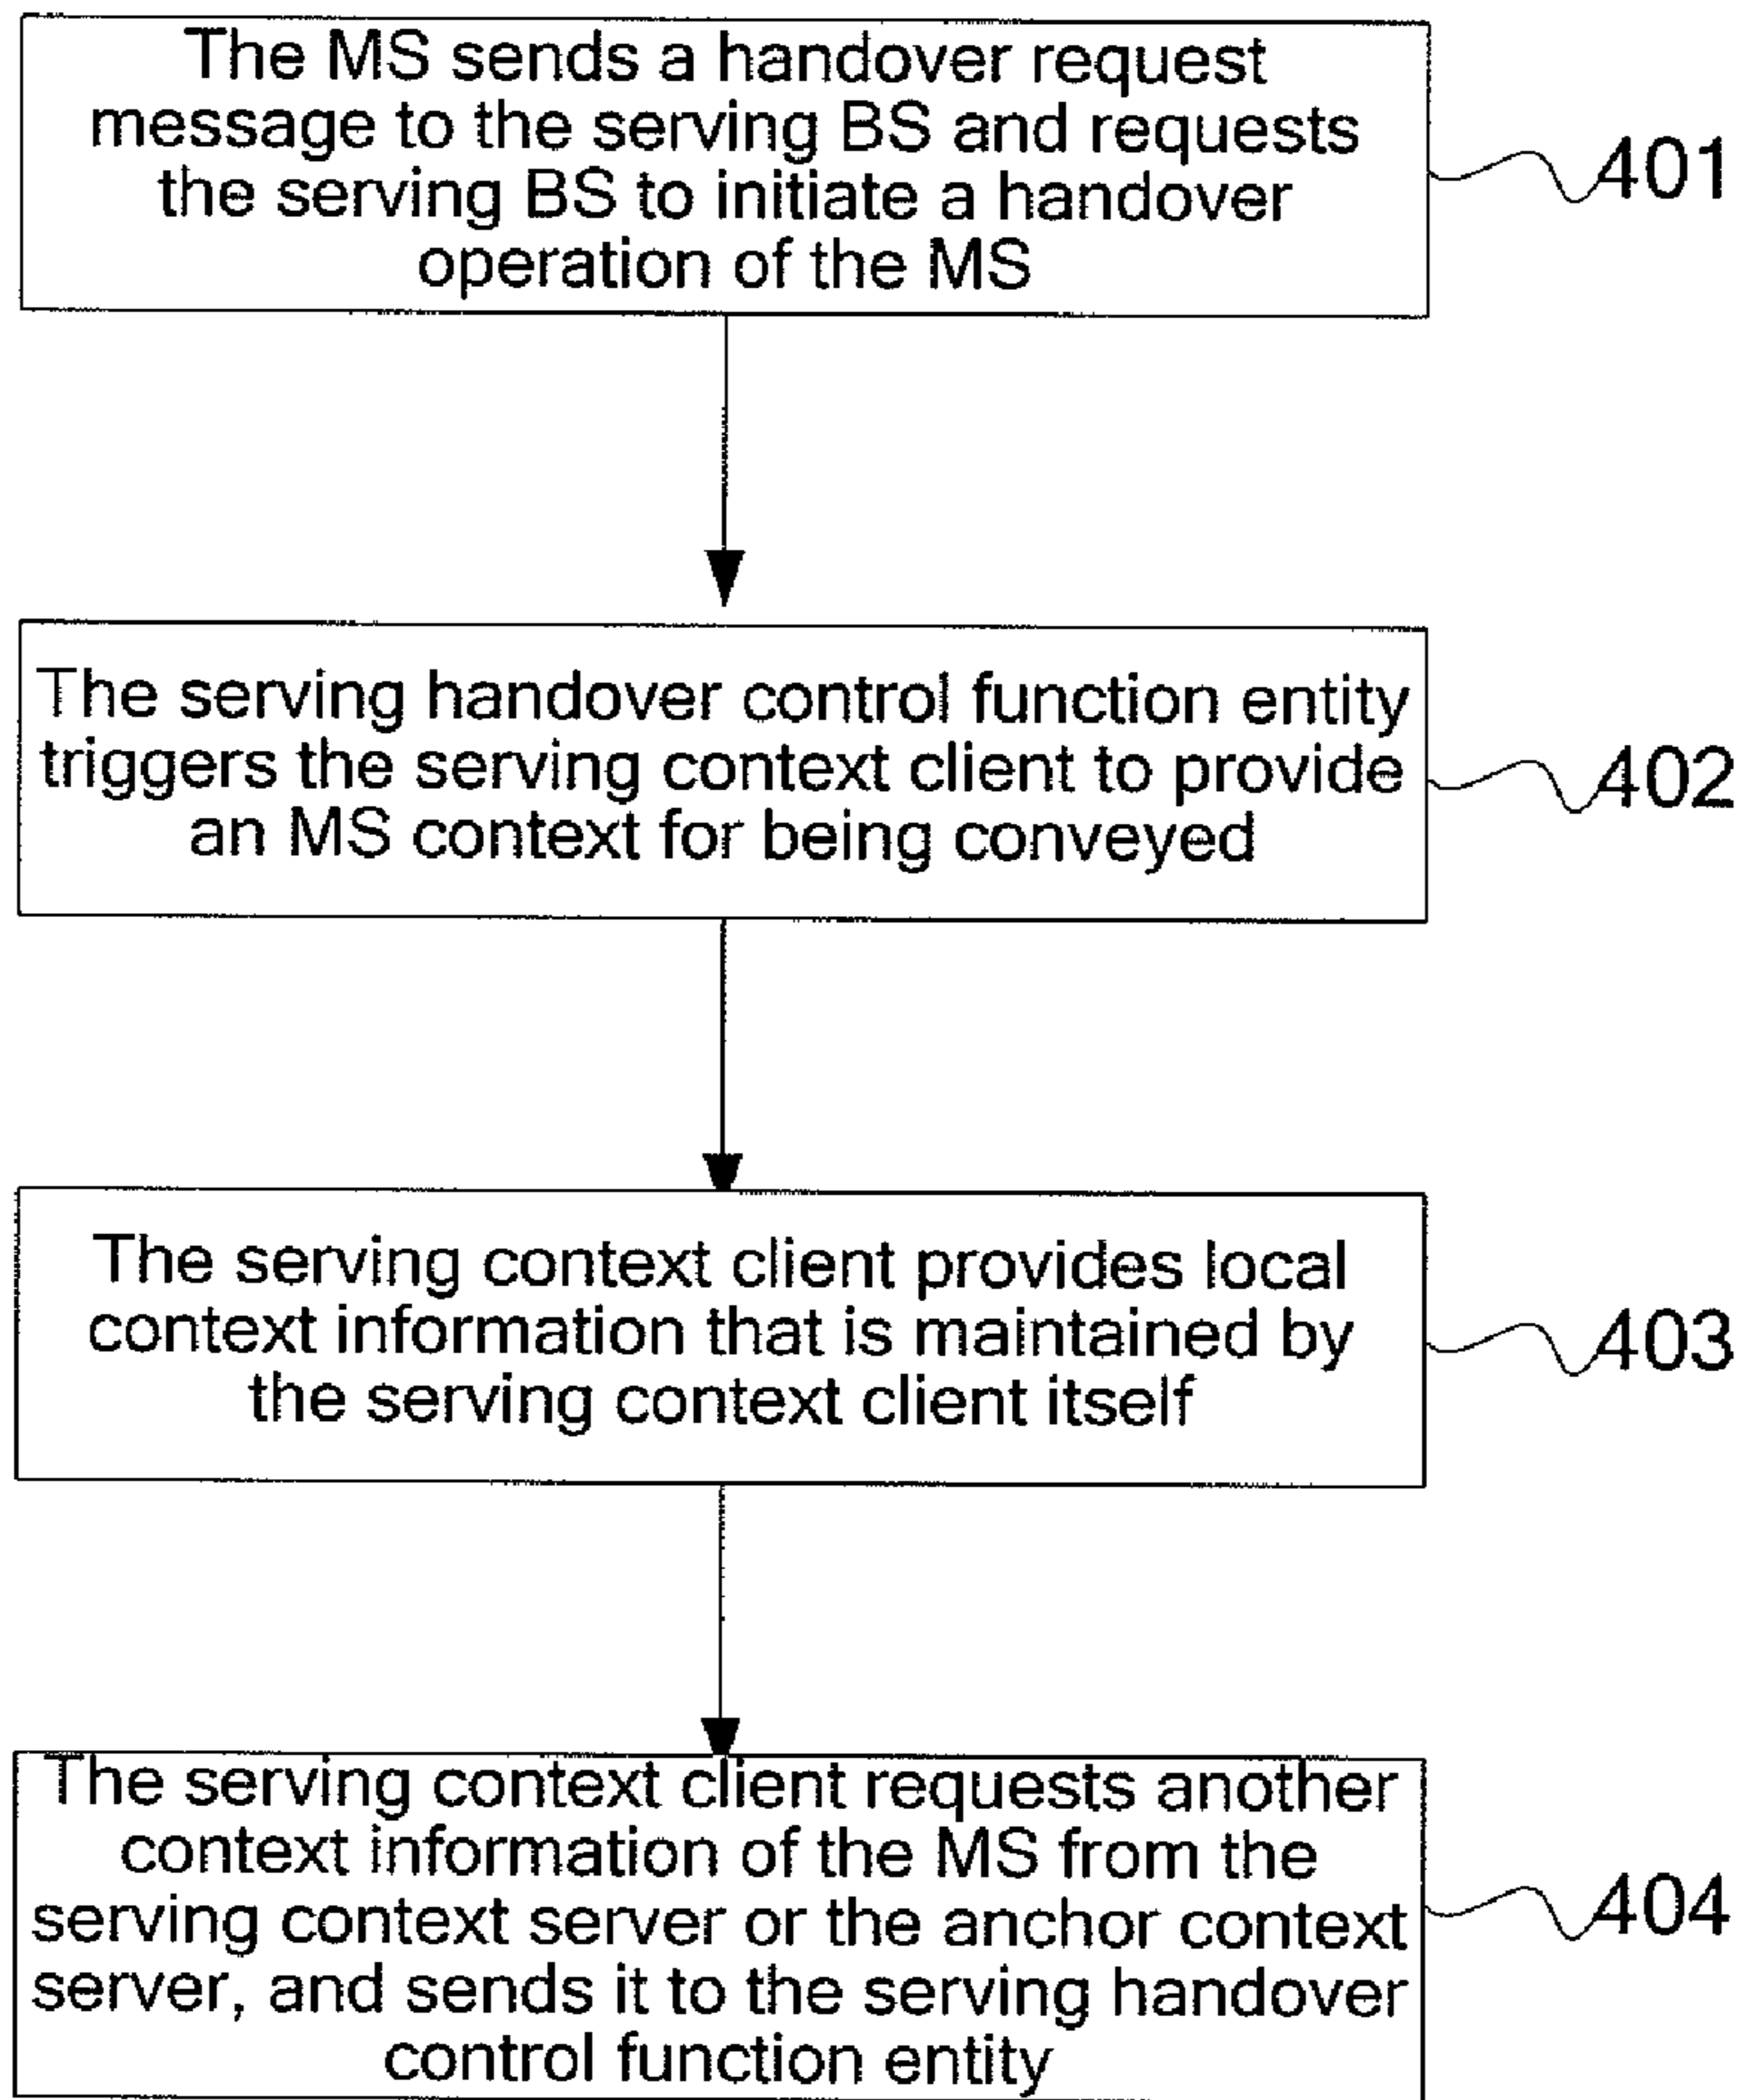 The MS sends a handover request
message to the serving BS and requests
the serving BS to initiate a handover
operation of the MS
401
The serving handover control function entity
triggers the serving context client to provide
an MS context for being conveyed
402
The serving context client provides local
context information that is maintained by
the serving context client itself
403
The serving context client requests another
context information of the MS from the
serving context server or the anchor context
server, and sends it to the serving handover
control function entity
404